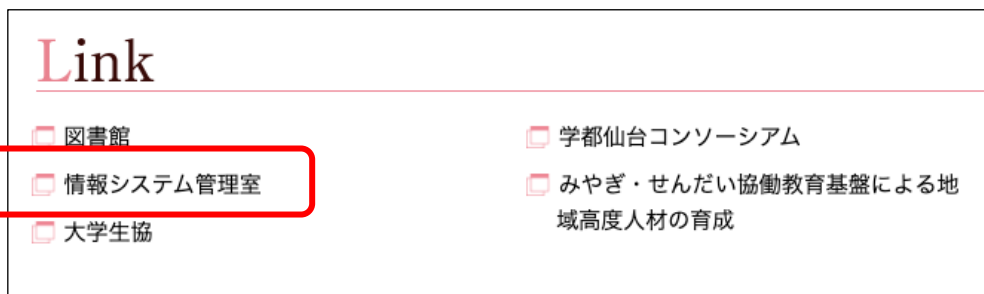 Link
図書館
情報システム管理室
大学生協
学都仙台コンソーシアム
みやぎ・せんだい協働教育基盤による地
域高度人材の育成